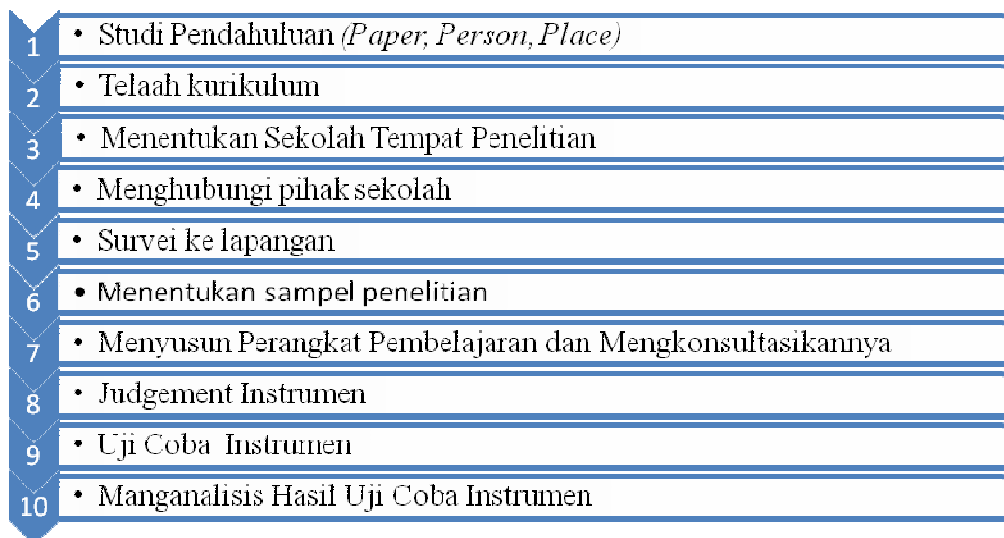 1 • Studi Pendahuluan (Paper, Person, Place)
2 • Telaah kurikulum
3 • Menentukan Sekolah Tempat Penelitian
4 • Menghubungi pihak sekolah
5 • Survei ke lapangan
6 • Menentukan sampel penelitian
7 • Menyusun Perangkat Pembelajaran dan Mengkonsultasikannya
8 • Judgement Instrumen
9 • Uji Coba Instrumen
10 • Manganalisis Hasil Uji Coba Instrumen